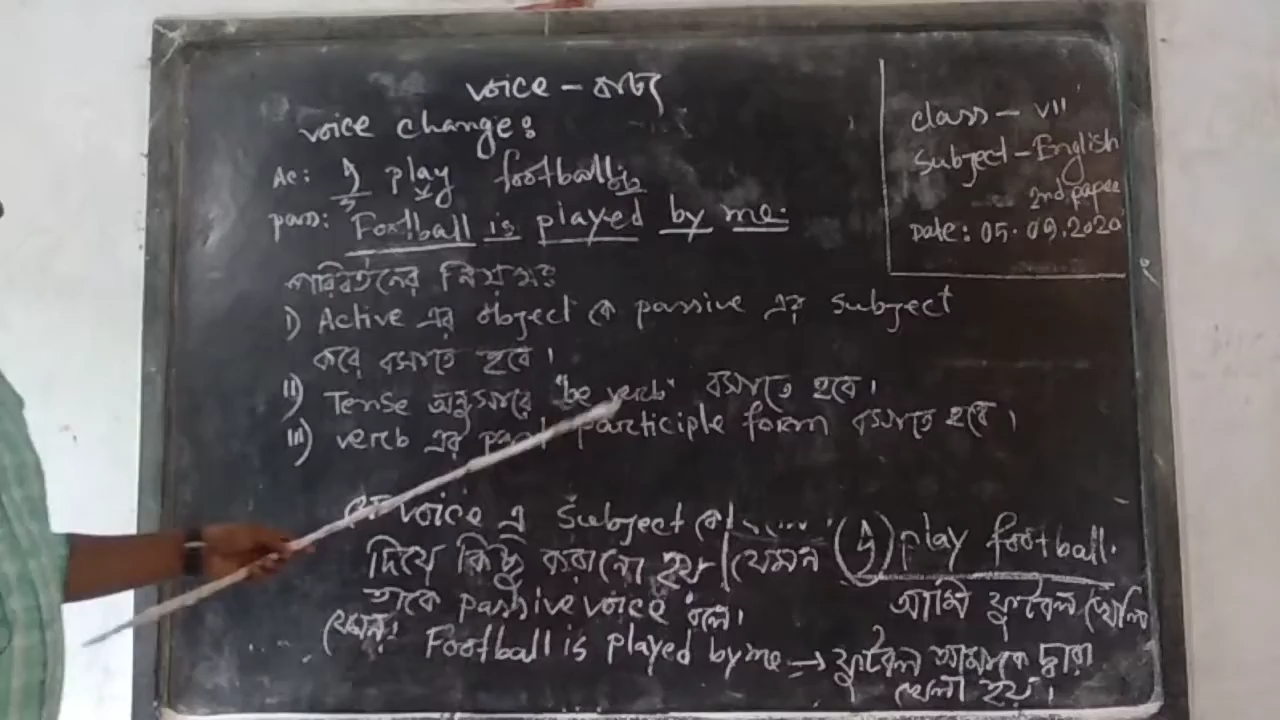 voice – বাচ্য
voice change:
Ac: I play football.
pass: Football is played by me.
class – VII
Subject – English
2nd paper
Date: 05.09.2020
পরিবর্তনের নিয়মঃ
i) Active এর object কে passive এর subject
করে বসাতে হবে।
ii) Tense অনুসারে "be verb" বসাতে হবে।
iii) verb এর past participle form বসাতে হবে।
যে voice এ Subject কে
দিয়ে কিছু করানো হয় যেমন I play football.
তাকে passive voice বলে। আমি ফুটবল খেলি
যেমন: Football is played by me → ফুটবল আমাকে দ্বারা
খেলা হয়।